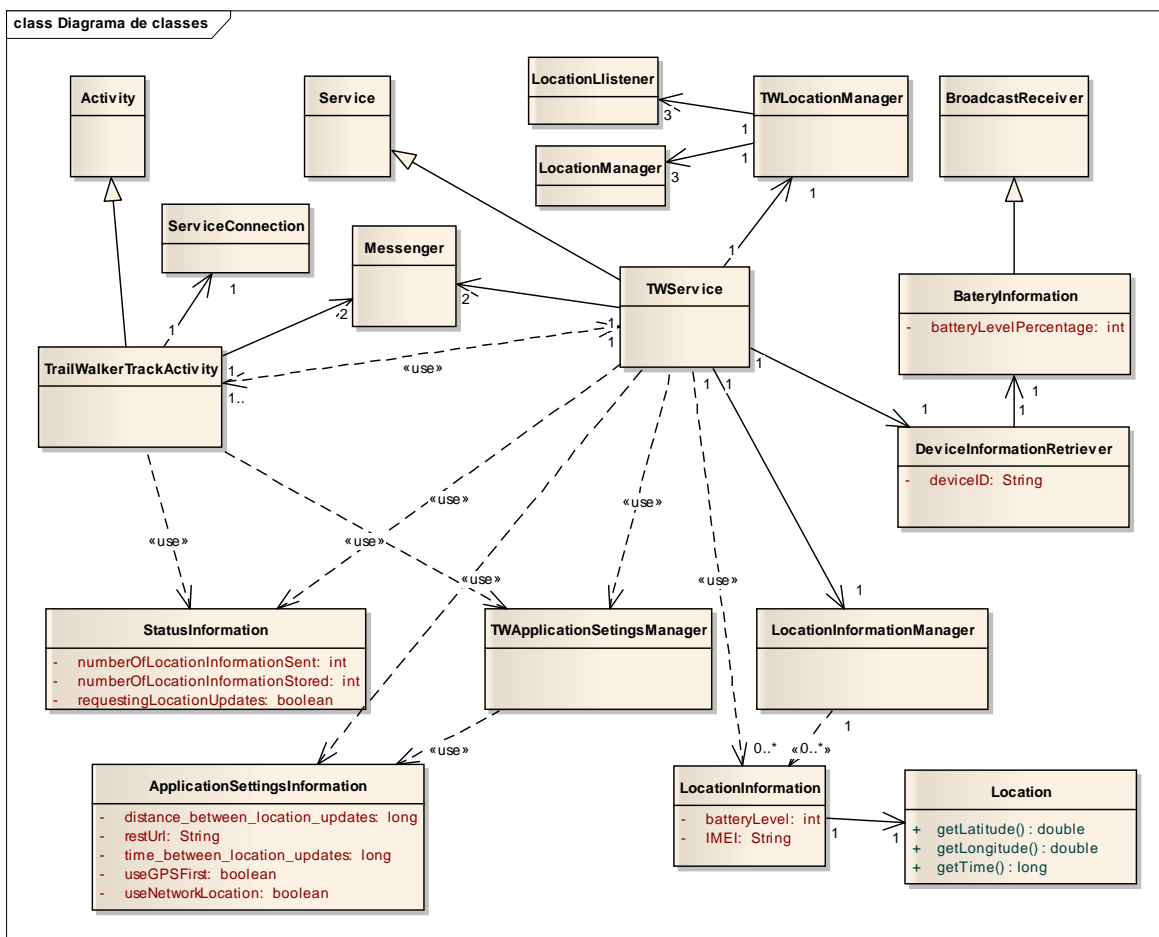 class Diagrama de classes
Activity
Service
LocationLlistener
TWLocationManager
BroadcastReceiver
3
1
1
LocationManager
3
1
ServiceConnection
Messenger
1
1
TWService
BateryInformation
- batteryLevelPercentage: int
2
2
1
1
1
«use»
TrailWalkerTrackActivity
1
1..
1
1
1
1
1
1
DeviceInformationRetriever
- deviceID: String
«use»
«use»
«use»
«use»
«use»
«use»
1
StatusInformation
- numberOfLocationInformationSent: int
- numberOfLocationInformationStored: int
- requestingLocationUpdates: boolean
TWApplicationSetingsManager
LocationInformationManager
1
«use»
0..*
0..*
ApplicationSettingsInformation
- distance_between_location_updates: long
- restUrl: String
- time_between_location_updates: long
- useGPSFirst: boolean
- useNetworkLocation: boolean
LocationInformation
- batteryLevel: int
- IMEI: String
1
1
Location
+ getLatitude() : double
+ getLongitude() : double
+ getTime() : long